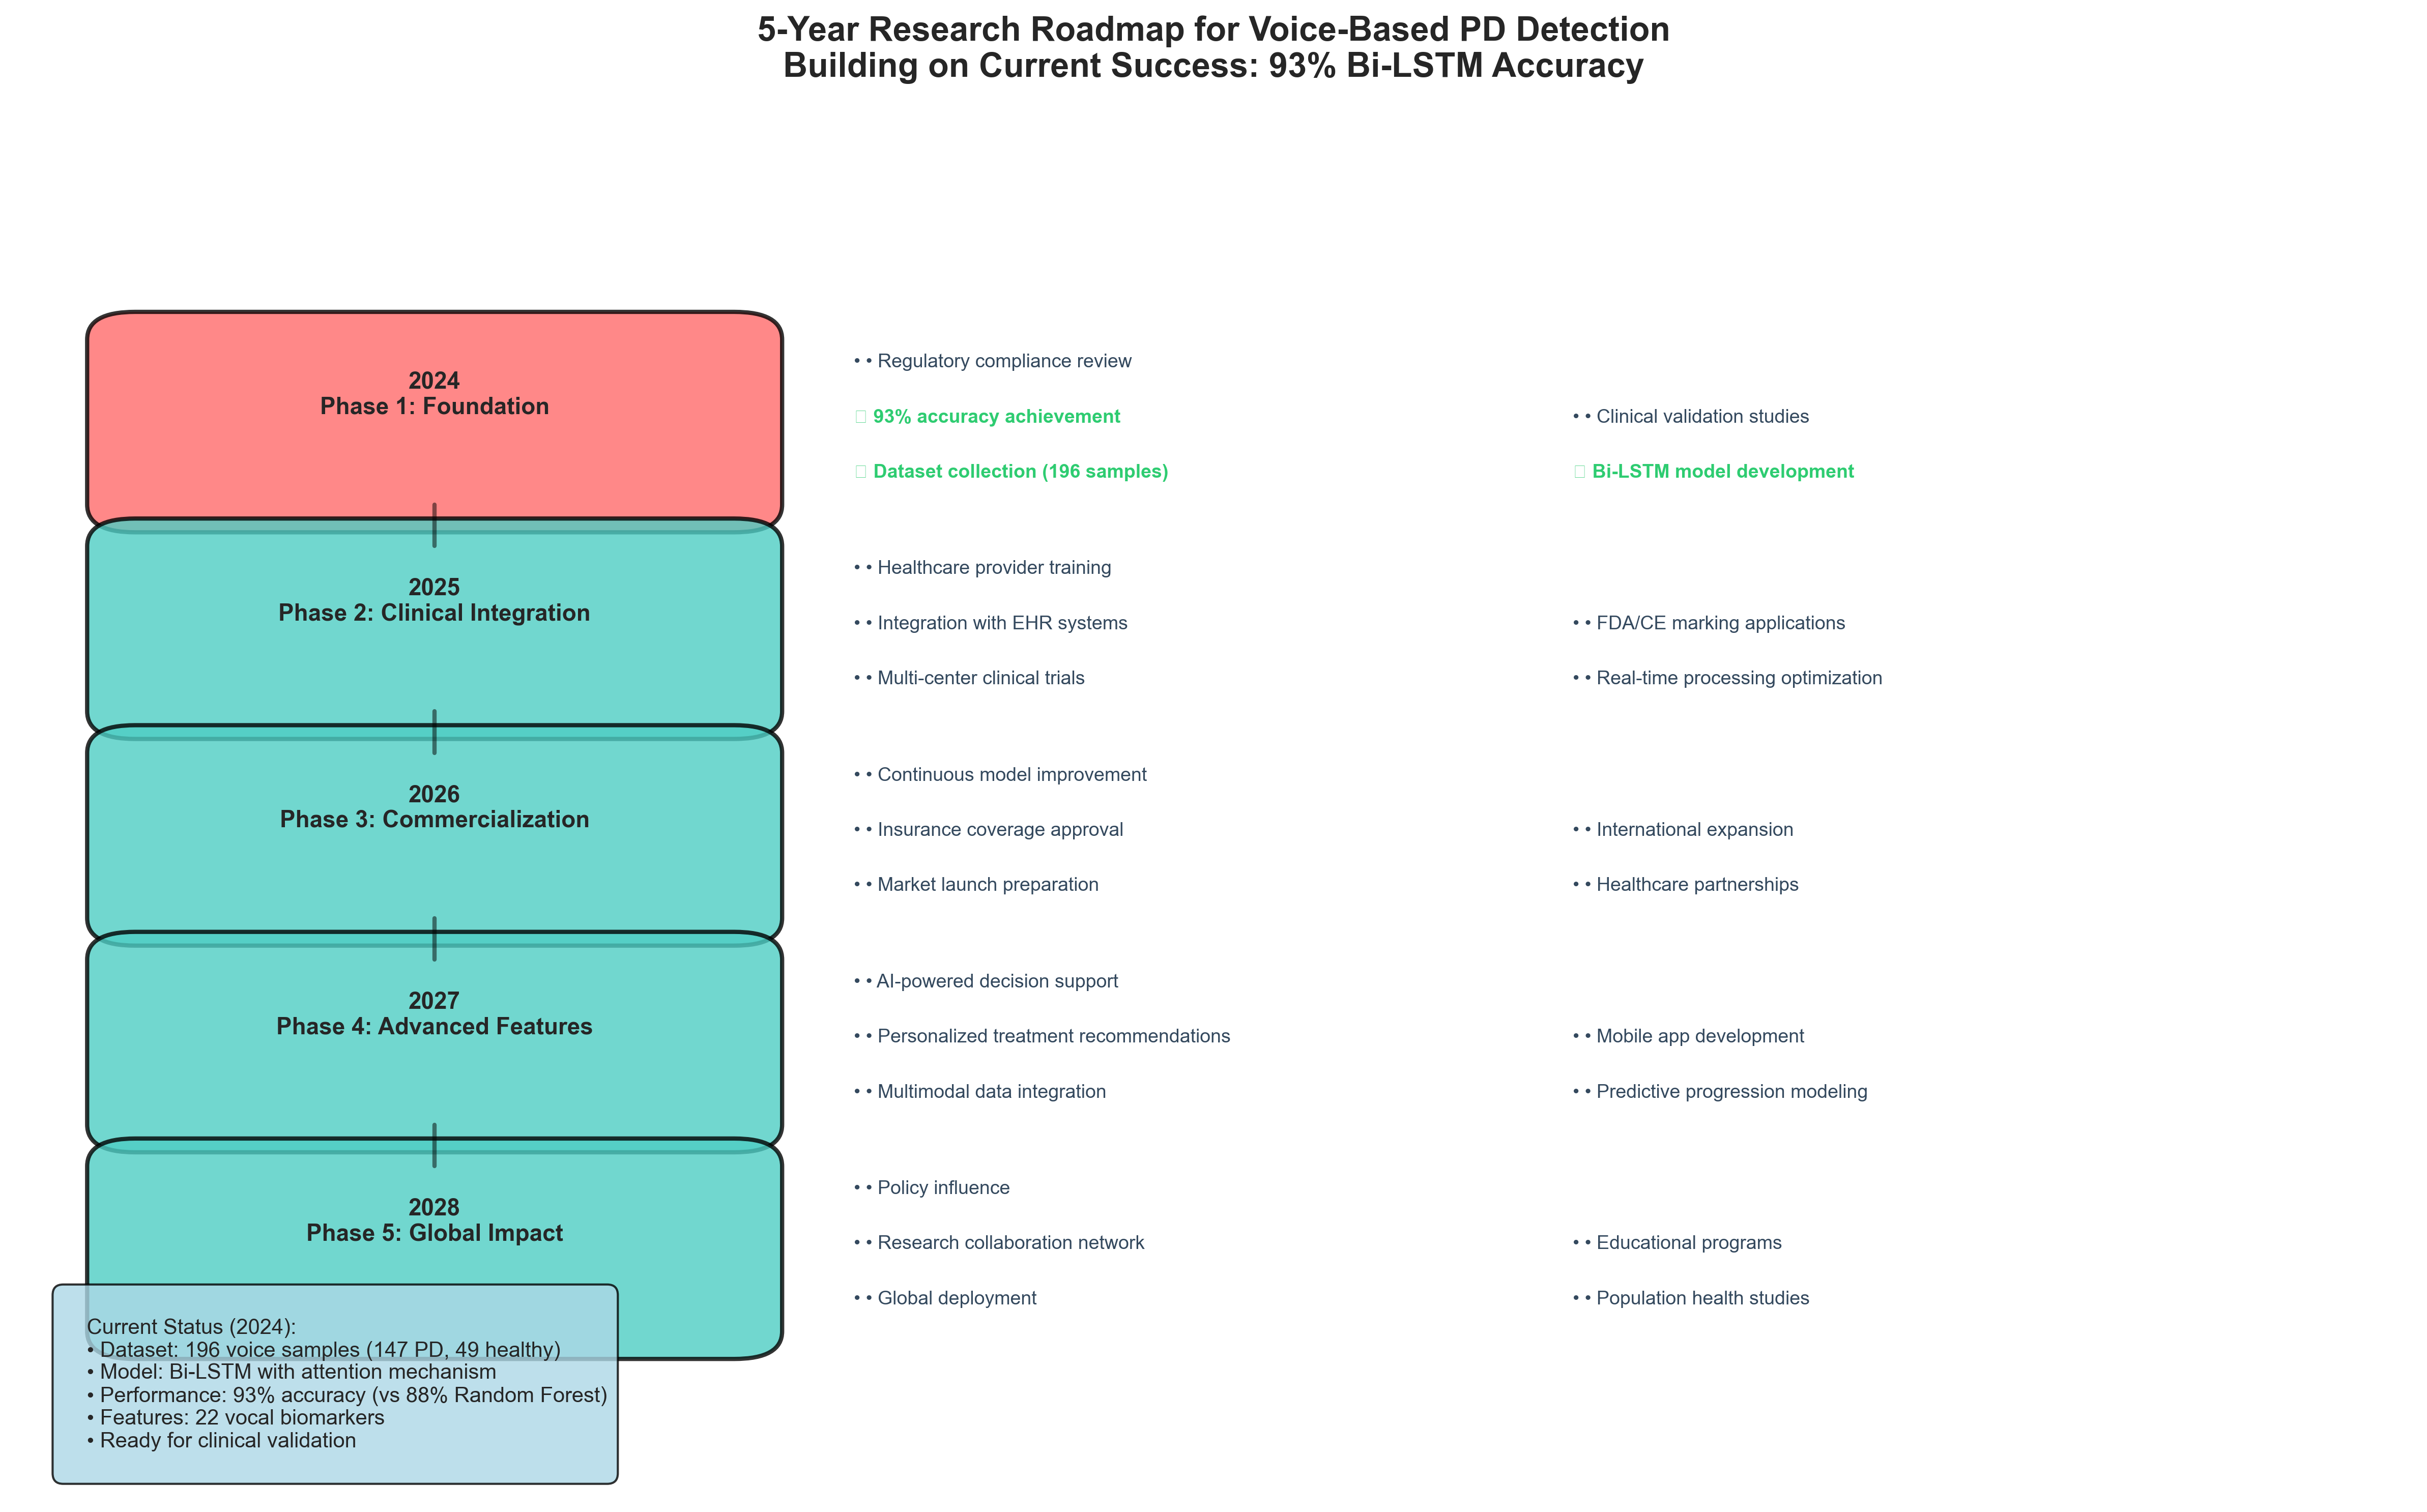 5-Year Research Roadmap for Voice-Based PD Detection
Building on Current Success: 93% Bi-LSTM Accuracy
2024
Phase 1: Foundation
• • Regulatory compliance review
▯ 93% accuracy achievement
• • Clinical validation studies
▯ Dataset collection (196 samples)
▯ Bi-LSTM model development
2025
Phase 2: Clinical Integration
• • Healthcare provider training
• • Integration with EHR systems
• • FDA/CE marking applications
• • Multi-center clinical trials
• • Real-time processing optimization
2026
Phase 3: Commercialization
• • Continuous model improvement
• • Insurance coverage approval
• • International expansion
• • Market launch preparation
• • Healthcare partnerships
2027
Phase 4: Advanced Features
• • AI-powered decision support
• • Personalized treatment recommendations
• • Mobile app development
• • Multimodal data integration
• • Predictive progression modeling
2028
Phase 5: Global Impact
• • Policy influence
• • Research collaboration network
• • Educational programs
• • Global deployment
• • Population health studies
Current Status (2024):
• Dataset: 196 voice samples (147 PD, 49 healthy)
• Model: Bi-LSTM with attention mechanism
• Performance: 93% accuracy (vs 88% Random Forest)
• Features: 22 vocal biomarkers
• Ready for clinical validation